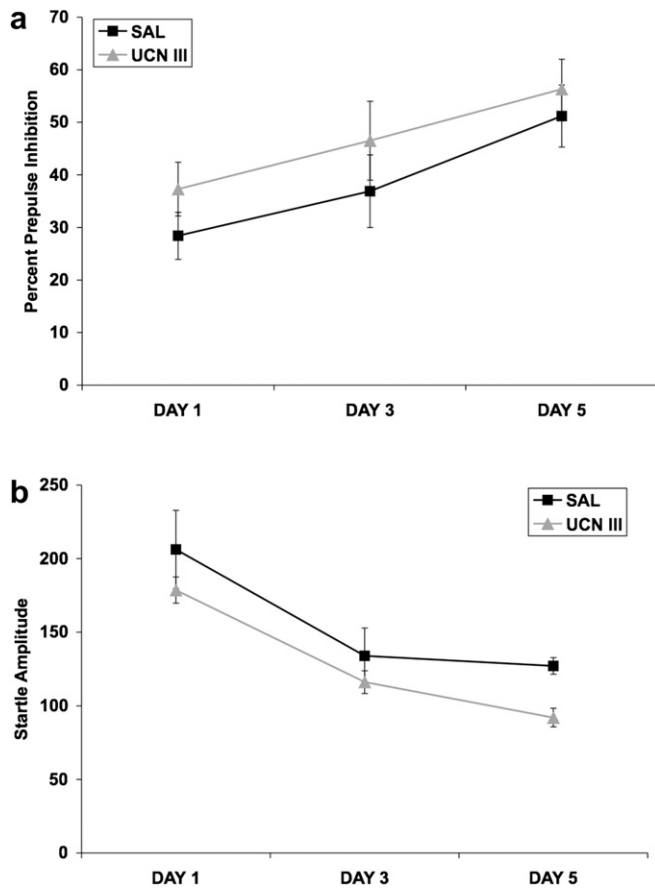 a
70
60
50
40
30
20
10
0
Percent Prepulse Inhibition
SAL
UCN III
DAY 1 DAY 3 DAY 5
b
250
200
150
100
50
0
Startle Amplitude
SAL
UCN III
DAY 1 DAY 3 DAY 5